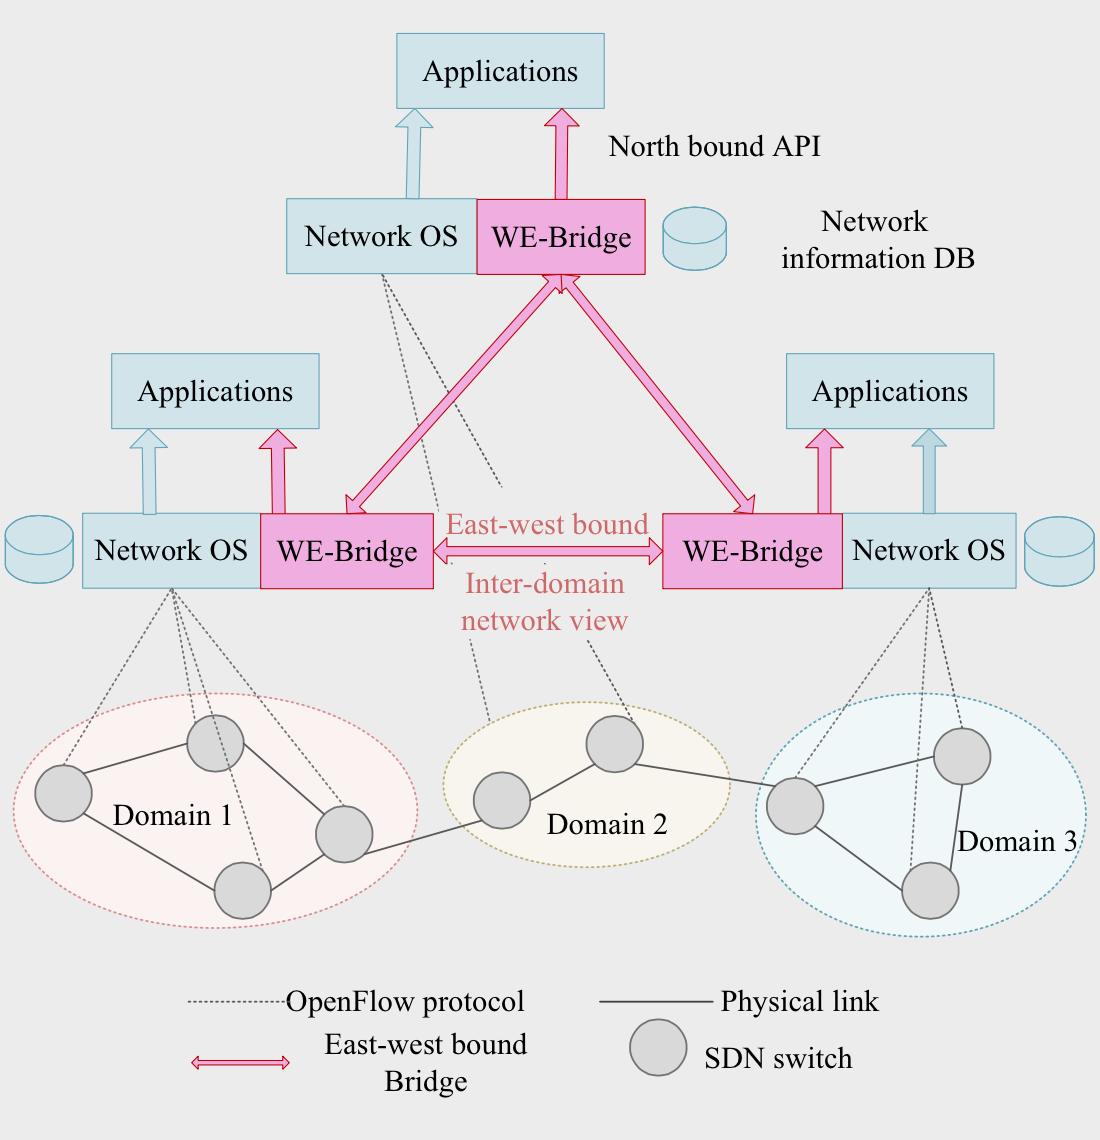 Applications
North bound API
Network OS
WE-Bridge
Network
information DB
Applications
Applications
East-west bound
Network OS
WE-Bridge
WE-Bridge
Network OS
Inter-domain
network view
Domain 1
Domain 2
Domain 3
OpenFlow protocol
Physical link
East-west bound
Bridge
SDN switch